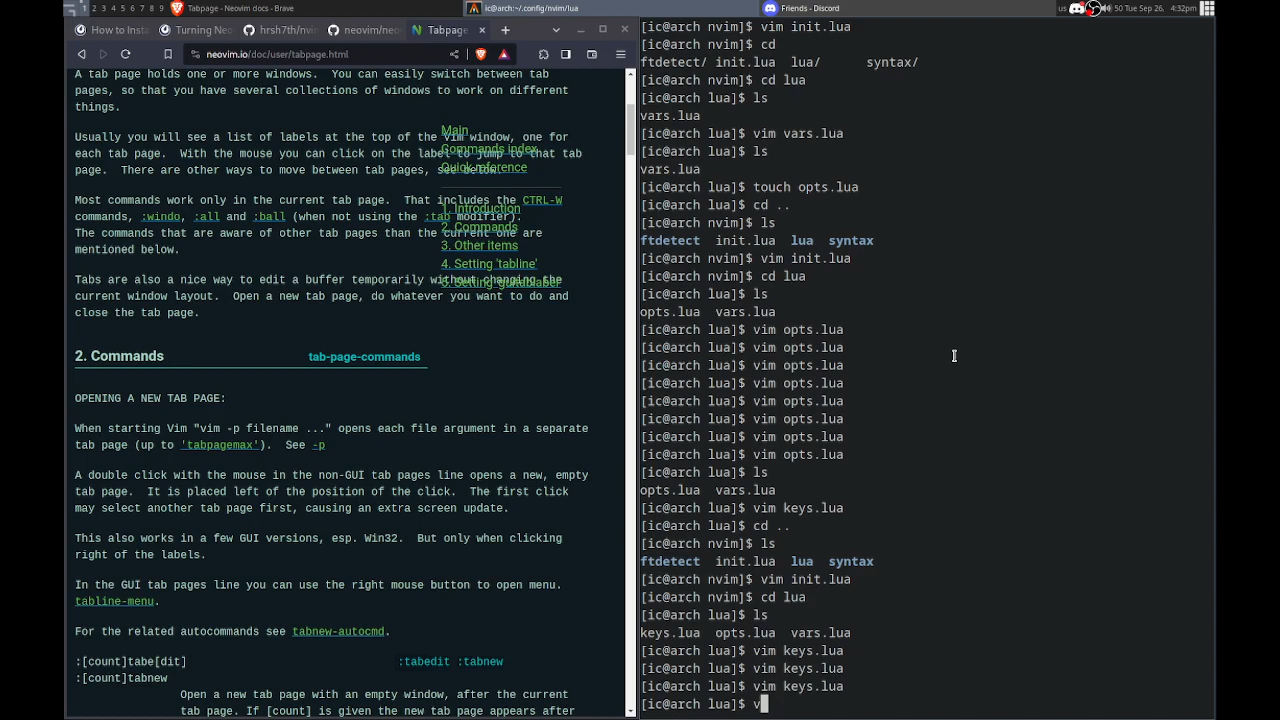 1 2 3 4 5 6 7 8 9 Tabpage - Neovim docs - Brave ic@arch:~/.config/nvim/lua Friends - Discord us 50 Tue Sep 26, 4:32pm
How to Insta Turning Neo hrsh7th/nvim neovim/neo Tabpage
neovim.io/doc/user/tabpage.html
A tab page holds one or more windows. You can easily switch between tab
pages, so that you have several collections of windows to work on different
things.
Main
Usually you will see a list of labels at the top of the Vim window, one for
Commands index
each tab page. With the mouse you can click on the label to jump to that tab
Quick reference
page. There are other ways to move between tab pages, see below.
Most commands work only in the current tab page. That includes the CTRL-W
1. Introduction
commands, :windo, :all and :ball (when not using the :tab modifier).
2. Commands
The commands that are aware of other tab pages than the current one are
3. Other items
mentioned below.
4. Setting 'tabline'
Tabs are also a nice way to edit a buffer temporarily without changing the
5. Setting 'guitablabel'
current window layout. Open a new tab page, do whatever you want to do and
close the tab page.
2. Commands tab-page-commands
OPENING A NEW TAB PAGE:
When starting Vim "vim -p filename ..." opens each file argument in a separate
tab page (up to 'tabpagemax'). See -p
A double click with the mouse in the non-GUI tab pages line opens a new, empty
tab page. It is placed left of the position of the click. The first click
may select another tab page first, causing an extra screen update.
This also works in a few GUI versions, esp. Win32. But only when clicking
right of the labels.
In the GUI tab pages line you can use the right mouse button to open menu.
tabline-menu.
For the related autocommands see tabnew-autocmd.
:[count]tabe[dit] :tabedit :tabnew
:[count]tabnew
Open a new tab page with an empty window, after the current
tab page. If [count] is given the new tab page appears after
[ic@arch nvim]$ vim init.lua
[ic@arch nvim]$ cd
ftdetect/ init.lua lua/ syntax/
[ic@arch nvim]$ cd lua
[ic@arch lua]$ ls
vars.lua
[ic@arch lua]$ vim vars.lua
[ic@arch lua]$ ls
vars.lua
[ic@arch lua]$ touch opts.lua
[ic@arch lua]$ cd ..
[ic@arch nvim]$ ls
ftdetect init.lua lua syntax
[ic@arch nvim]$ vim init.lua
[ic@arch nvim]$ cd lua
[ic@arch lua]$ ls
opts.lua vars.lua
[ic@arch lua]$ vim opts.lua
[ic@arch lua]$ vim opts.lua
[ic@arch lua]$ vim opts.lua
[ic@arch lua]$ vim opts.lua
[ic@arch lua]$ vim opts.lua
[ic@arch lua]$ vim opts.lua
[ic@arch lua]$ vim opts.lua
[ic@arch lua]$ vim opts.lua
[ic@arch lua]$ ls
opts.lua vars.lua
[ic@arch lua]$ vim keys.lua
[ic@arch lua]$ cd ..
[ic@arch nvim]$ ls
ftdetect init.lua lua syntax
[ic@arch nvim]$ vim init.lua
[ic@arch nvim]$ cd lua
[ic@arch lua]$ ls
keys.lua opts.lua vars.lua
[ic@arch lua]$ vim keys.lua
[ic@arch lua]$ vim keys.lua
[ic@arch lua]$ vim keys.lua
[ic@arch lua]$ v